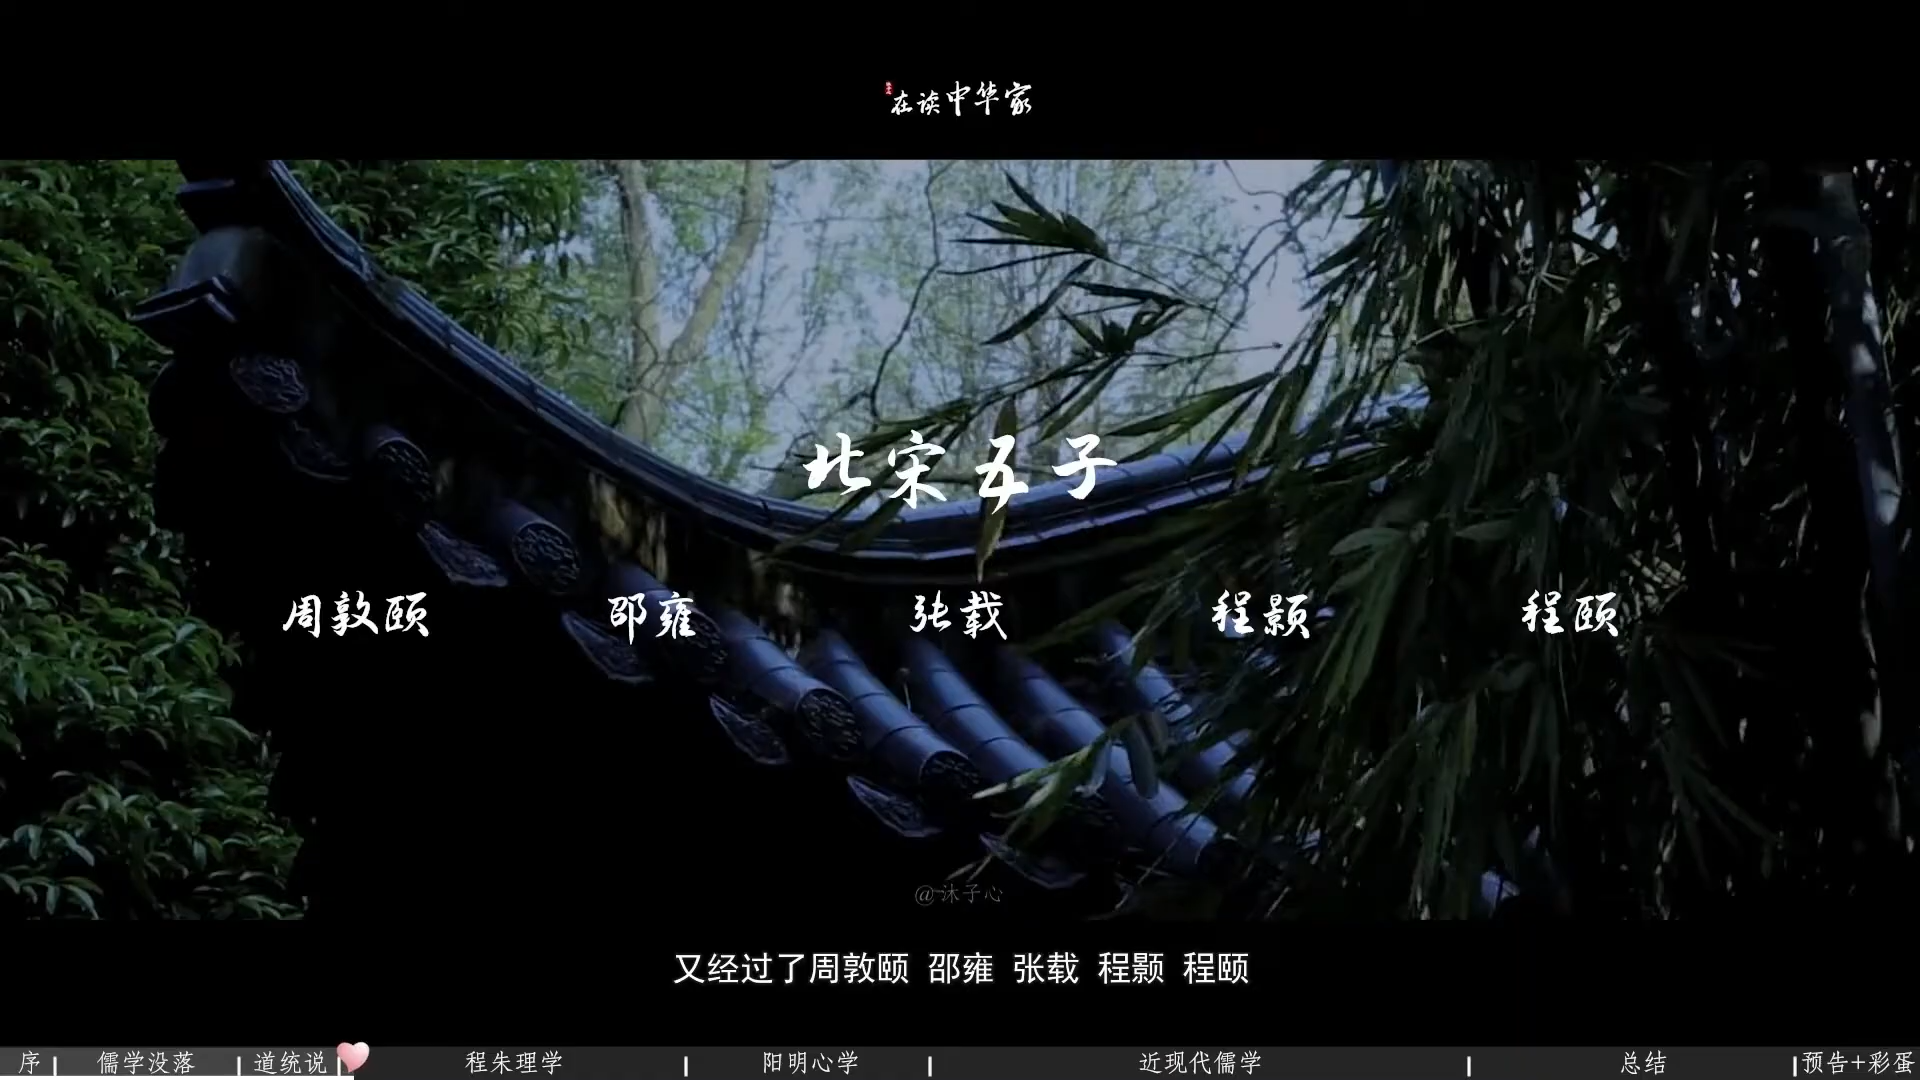 在读中华家
北宋五子
周敦颐 邵雍 张载 程颢 程颐
@沐子心
又经过了周敦颐 邵雍 张载 程颢 程颐
序 儒学没落 道统说 程朱理学 阳明心学 近现代儒学 总结 预告+彩蛋